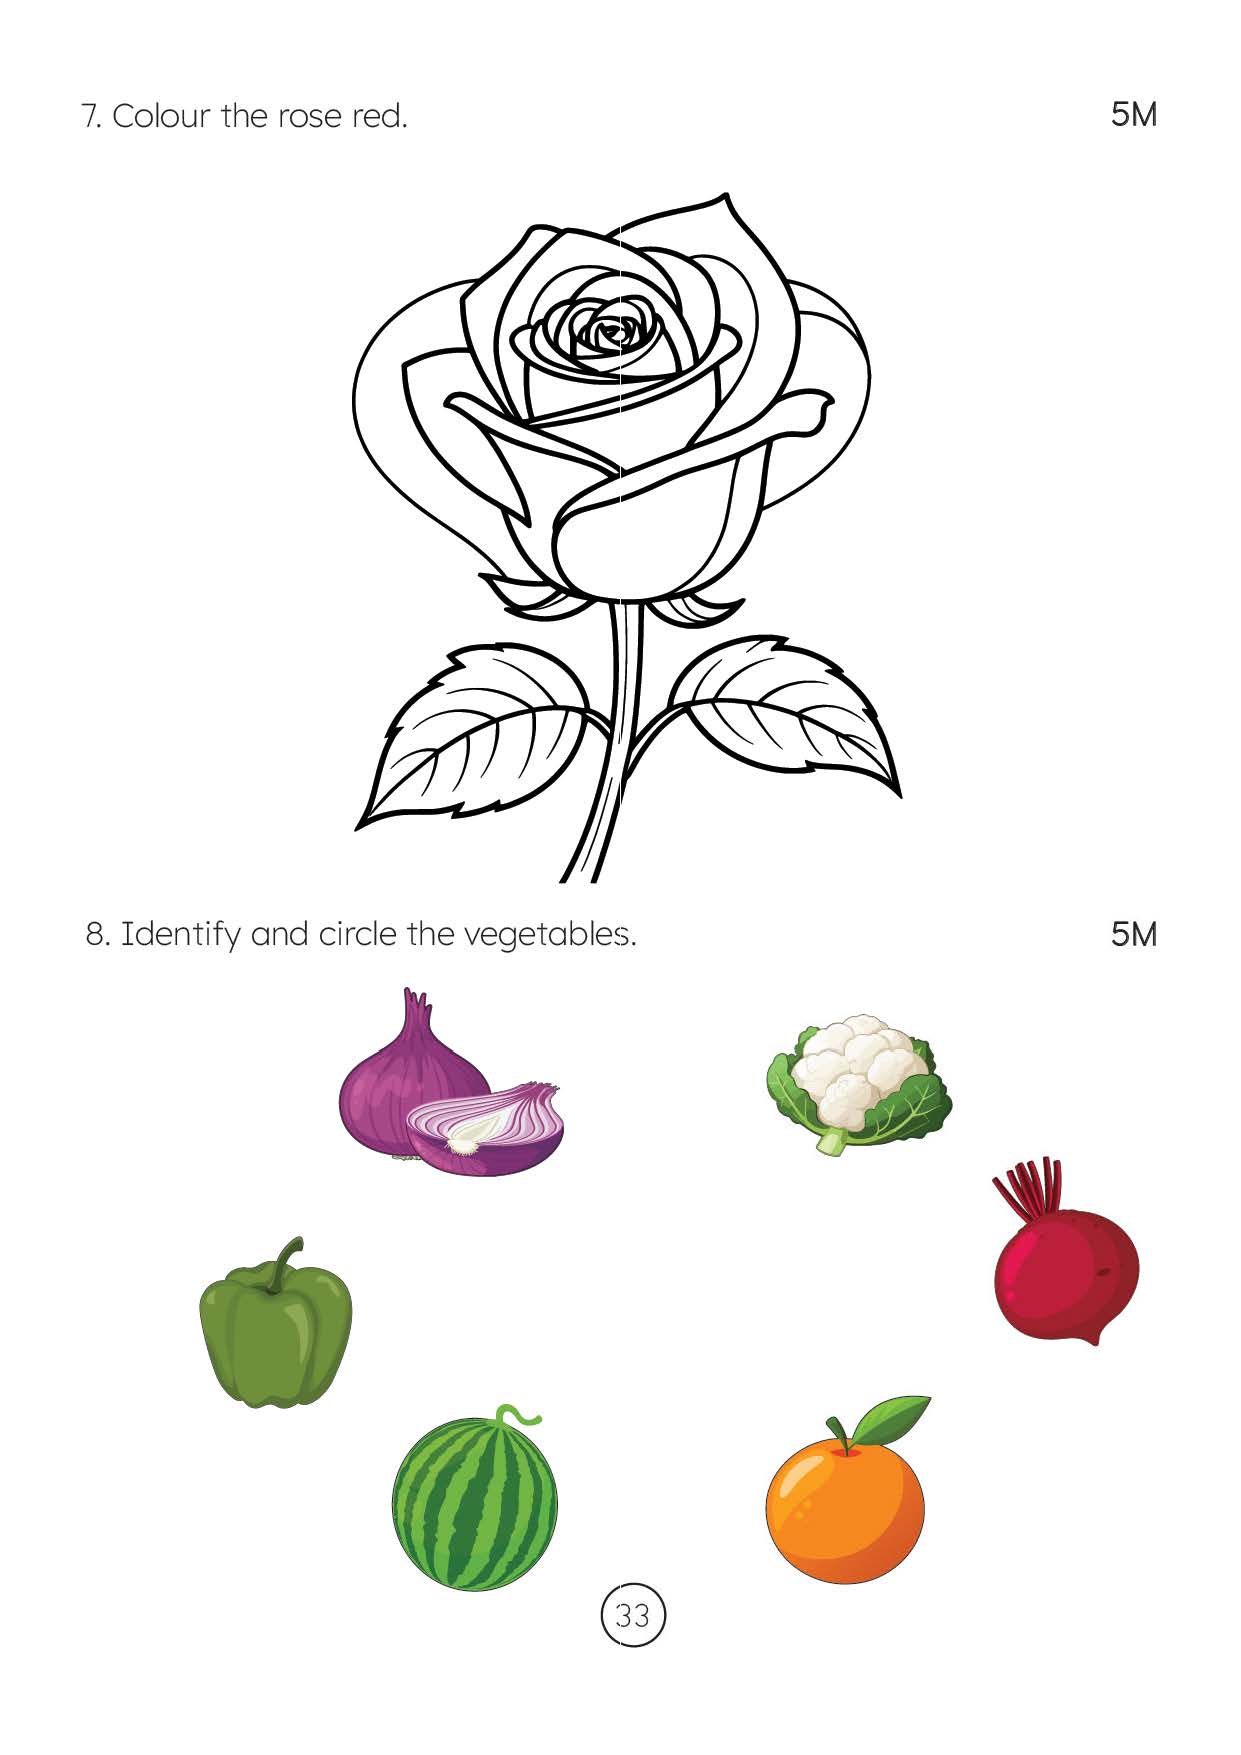 7. Colour the rose red. 5M
8. Identify and circle the vegetables. 5M
33